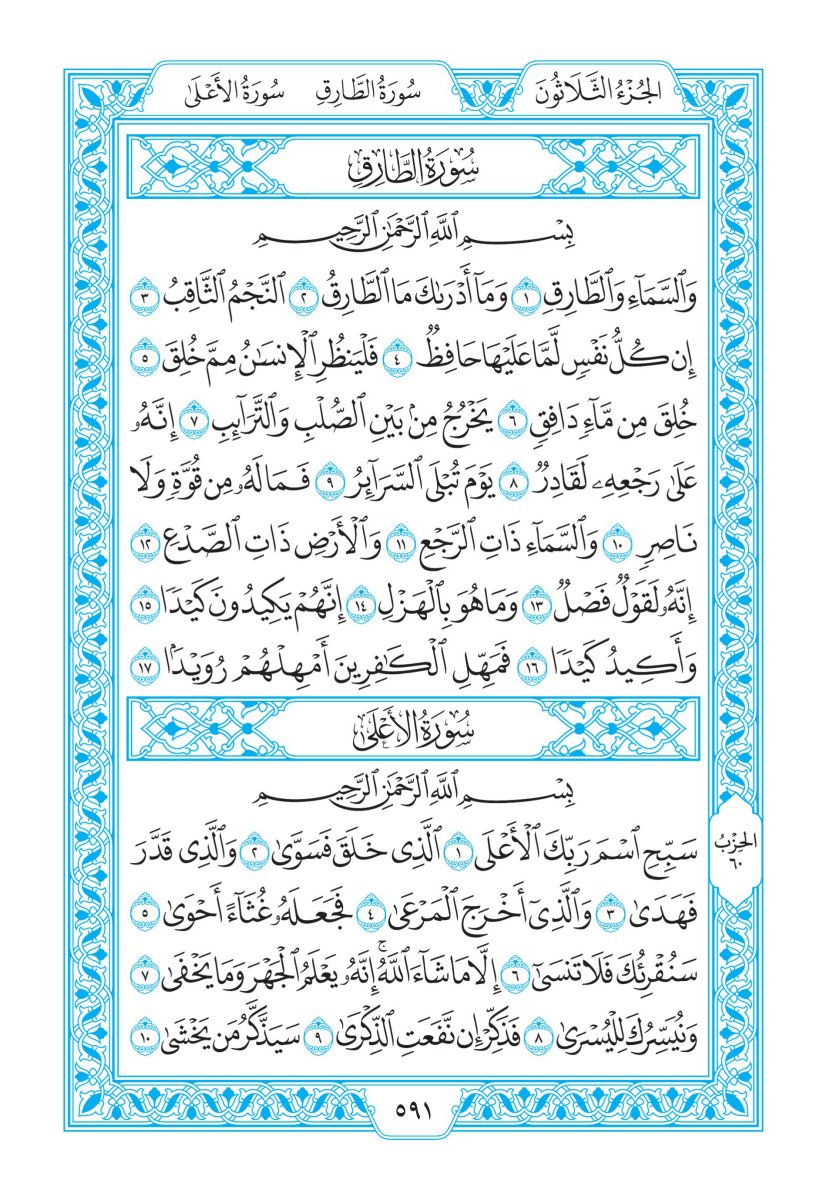 الجُزْءُ الثَّلَاثُونَ سُورَةُ الطَّارِقِ سُورَةُ الأَعْلَىٰ
سُورَةُ الطَّارِقِ
بِسْمِ ٱللَّهِ ٱلرَّحْمَٰنِ ٱلرَّحِيمِ
وَٱلسَّمَآءِ وَٱلطَّارِقِ ١ وَمَآ أَدْرَىٰكَ مَا ٱلطَّارِقُ ٢ ٱلنَّجْمُ ٱلثَّاقِبُ ٣
إِن كُلُّ نَفْسٖ لَّمَّا عَلَيْهَا حَافِظٞ ٤ فَلْيَنظُرِ ٱلْإِنسَٰنُ مِمَّ خُلِقَ ٥
خُلِقَ مِن مَّآءٖ دَافِقٖ ٦ يَخْرُجُ مِنۢ بَيْنِ ٱلصُّلْبِ وَٱلتَّرَآئِبِ ٧ إِنَّهُۥ
عَلَىٰ رَجْعِهِۦ لَقَادِرٞ ٨ يَوْمَ تُبْلَى ٱلسَّرَآئِرُ ٩ فَمَا لَهُۥ مِن قُوَّةٖ وَلَا
نَاصِرٖ ١٠ وَٱلسَّمَآءِ ذَاتِ ٱلرَّجْعِ ١١ وَٱلْأَرْضِ ذَاتِ ٱلصَّدْعِ ١٢
إِنَّهُۥ لَقَوْلٞ فَصْلٞ ١٣ وَمَا هُوَ بِٱلْهَزْلِ ١٤ إِنَّهُمْ يَكِيدُونَ كَيْدٗا ١٥
وَأَكِيدُ كَيْدٗا ١٦ فَمَهِّلِ ٱلْكَٰفِرِينَ أَمْهِلْهُمْ رُوَيْدَۢا ١٧
سُورَةُ الأَعْلَىٰ
بِسْمِ ٱللَّهِ ٱلرَّحْمَٰنِ ٱلرَّحِيمِ
سَبِّحِ ٱسْمَ رَبِّكَ ٱلْأَعْلَى ١ ٱلَّذِى خَلَقَ فَسَوَّىٰ ٢ وَٱلَّذِى قَدَّرَ
فَهَدَىٰ ٣ وَٱلَّذِىٓ أَخْرَجَ ٱلْمَرْعَىٰ ٤ فَجَعَلَهُۥ غُثَآءً أَحْوَىٰ ٥
سَنُقْرِئُكَ فَلَا تَنسَىٰٓ ٦ إِلَّا مَا شَآءَ ٱللَّهُۚ إِنَّهُۥ يَعْلَمُ ٱلْجَهْرَ وَمَا يَخْفَىٰ ٧
وَنُيَسِّرُكَ لِلْيُسْرَىٰ ٨ فَذَكِّرْ إِن نَّفَعَتِ ٱلذِّكْرَىٰ ٩ سَيَذَّكَّرُ مَن يَخْشَىٰ ١٠
الحِزْبُ
٦٠
٥٩١